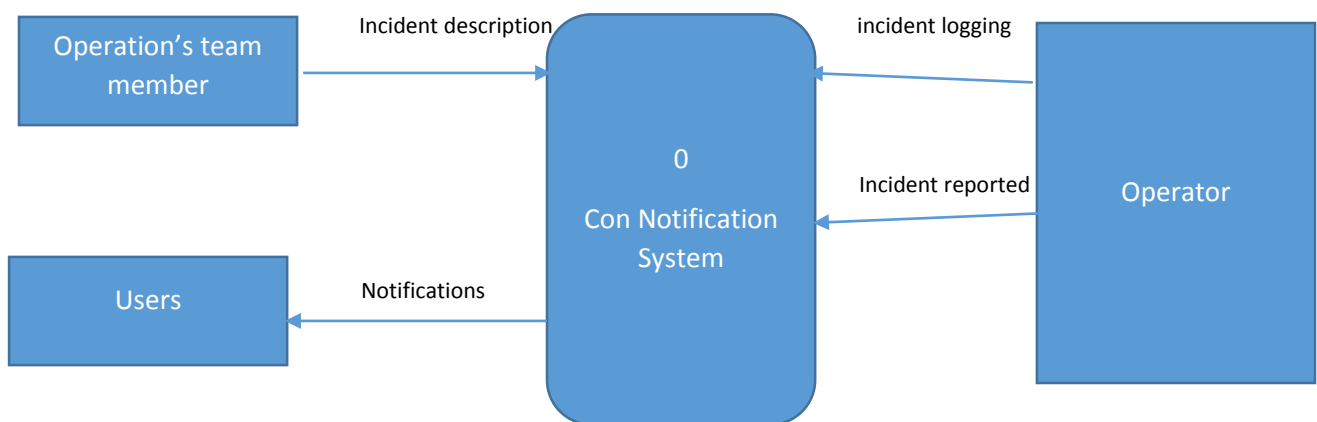 Incident description
incident logging
Operation’s team
member
0
Con Notification
System
Incident reported
Operator
Users
Notifications